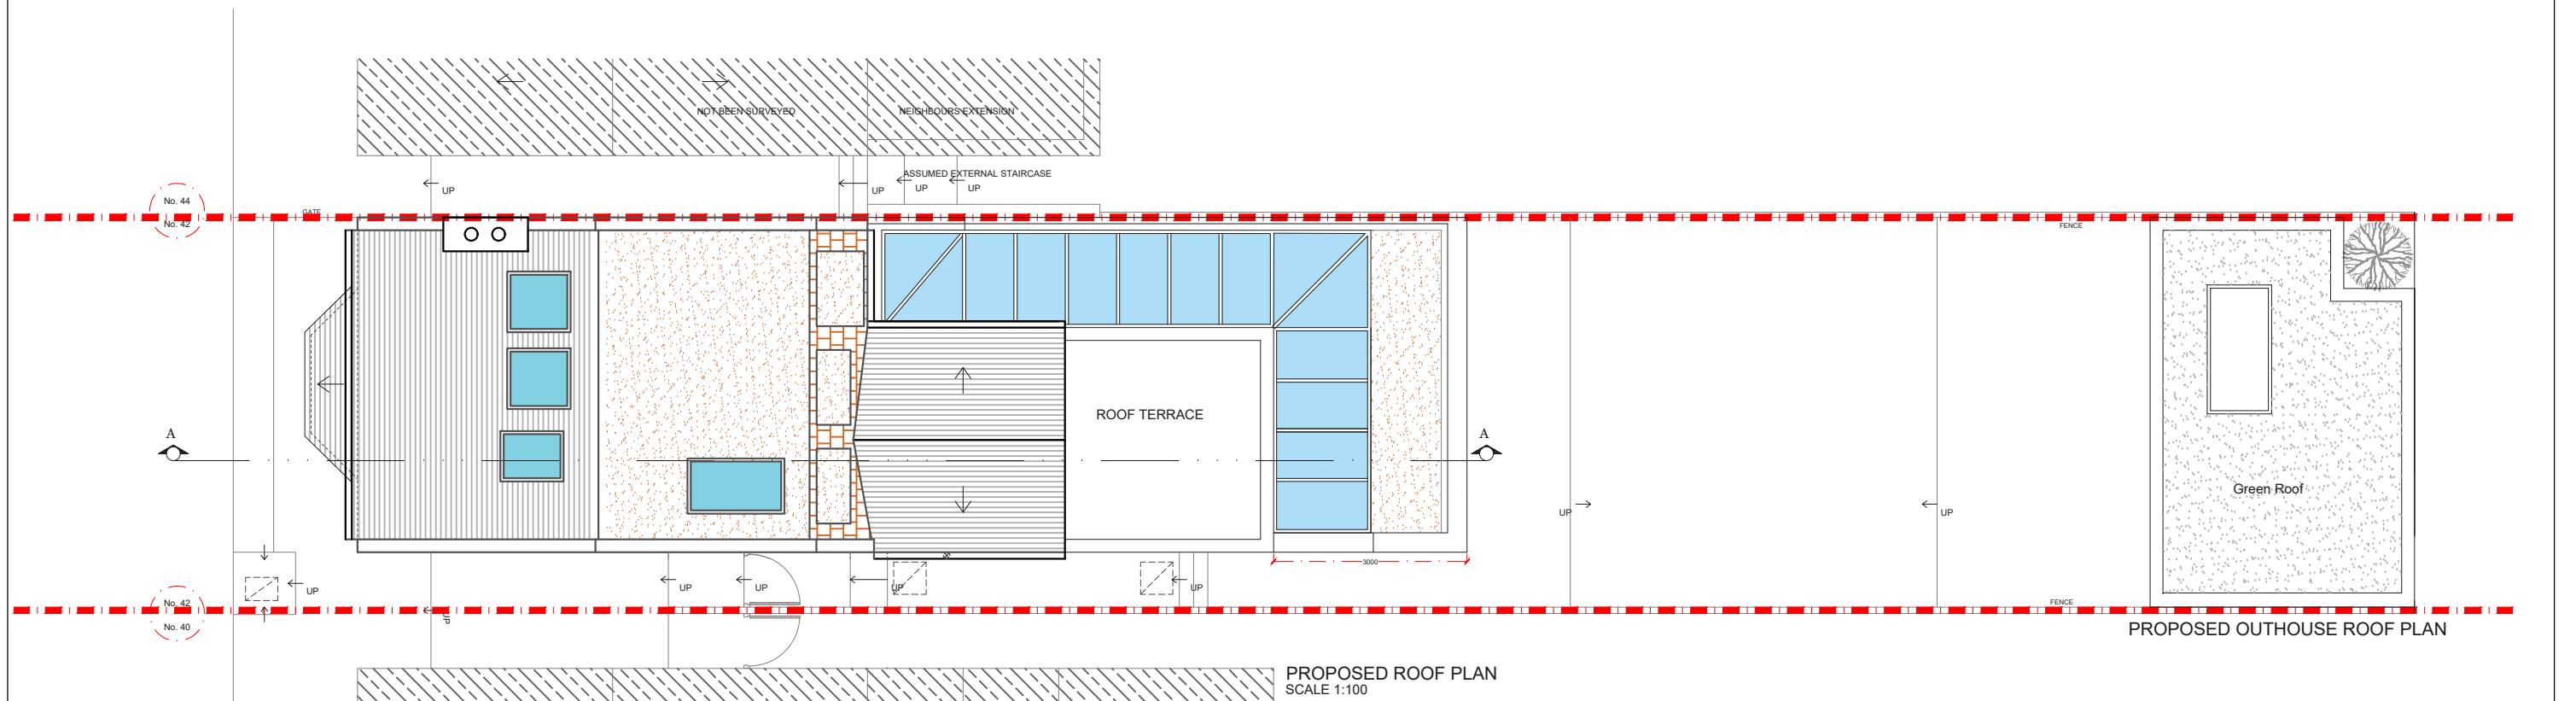 NOT BEEN SURVEYED
NEIGHBOURS EXTENSION
ASSUMED EXTERNAL STAIRCASE
UP
UP
UP
UP
No. 44
No. 42
GATE
FENCE
ROOF TERRACE
A
A
Green Roof
UP
UP
3000
UP
UP
UP
UP
UP
UP
No. 42
No. 40
FENCE
PROPOSED OUTHOUSE ROOF PLAN
PROPOSED ROOF PLAN
SCALE 1:100